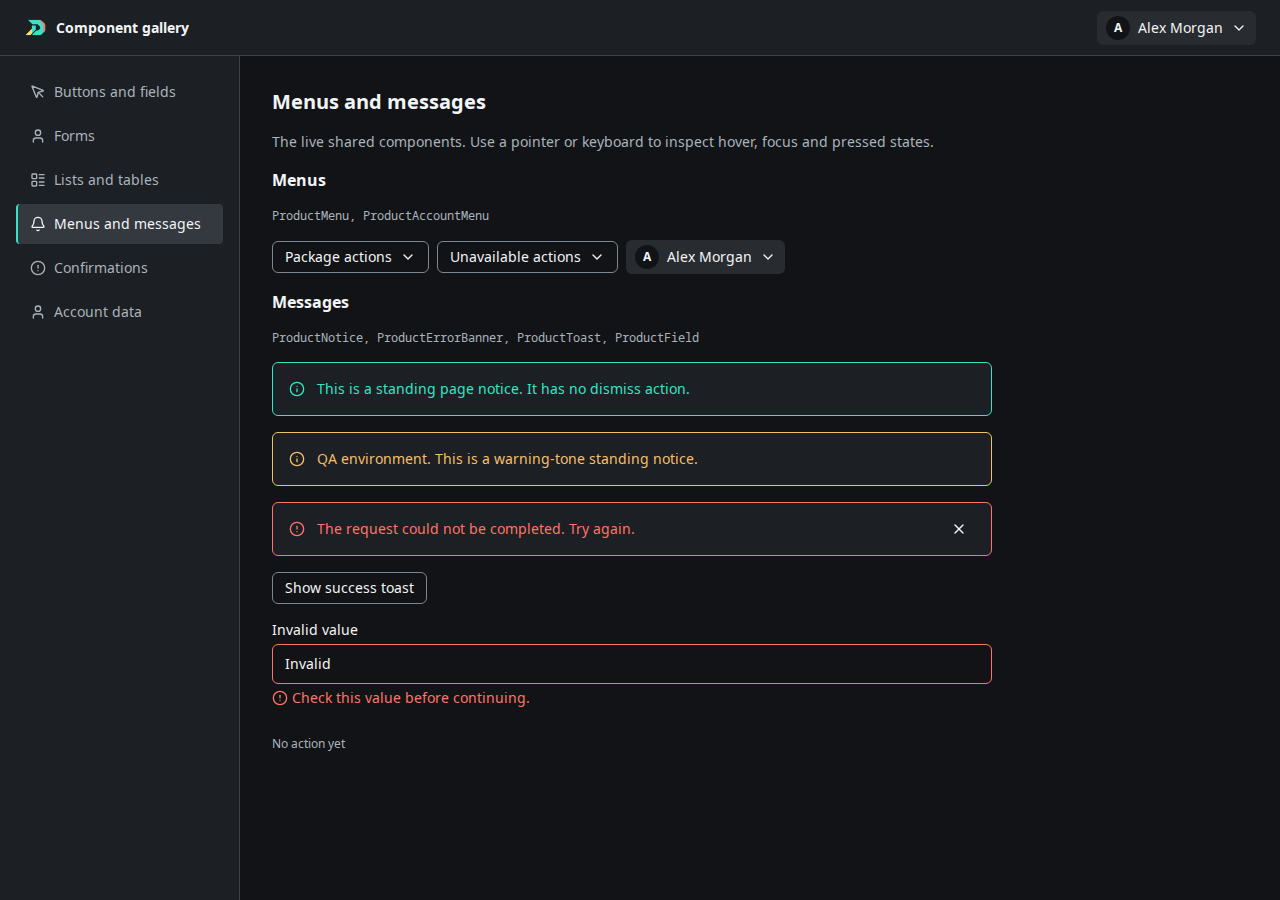 Component gallery
A Alex Morgan
Buttons and fields
Forms
Lists and tables
Menus and messages
Confirmations
Account data
Menus and messages
The live shared components. Use a pointer or keyboard to inspect hover, focus and pressed states.
Menus
ProductMenu, ProductAccountMenu
Package actions
Unavailable actions
A Alex Morgan
Messages
ProductNotice, ProductErrorBanner, ProductToast, ProductField
This is a standing page notice. It has no dismiss action.
QA environment. This is a warning-tone standing notice.
The request could not be completed. Try again.
Show success toast
Invalid value
Invalid
Check this value before continuing.
No action yet